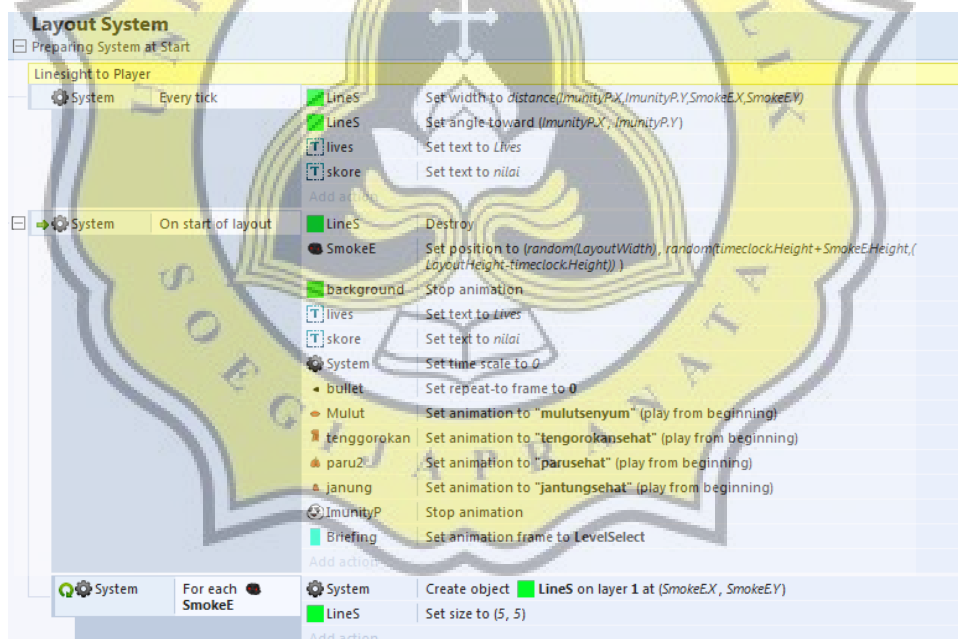 Layout System
Preparing System at Start
Linesight to Player
System Every tick LineS Set width to distance(ImunityP.X,ImunityP.Y,SmokeE.X,SmokeE.Y)
LineS Set angle toward (ImunityP.X , ImunityP.Y)
T lives Set text to Lives
T skore Set text to nilai
Add action
System On start of layout LineS Destroy
SmokeE Set position to (random(LayoutWidth) , random(timeclock.Height+SmokeE.Height,(
LayoutHeight-timeclock.Height)) )
background Stop animation
T lives Set text to Lives
T skore Set text to nilai
System Set time scale to 0
bullet Set repeat-to frame to 0
Mulut Set animation to "mulutsenyum" (play from beginning)
tenggorokan Set animation to "tengorokansehat" (play from beginning)
paru2 Set animation to "parusehat" (play from beginning)
janung Set animation to "jantungsehat" (play from beginning)
ImunityP Stop animation
Briefing Set animation frame to LevelSelect
Add action
System For each SmokeE System Create object LineS on layer 1 at (SmokeE.X , SmokeE.Y)
LineS Set size to (5, 5)
Add action
SOEGIJAPRANATA